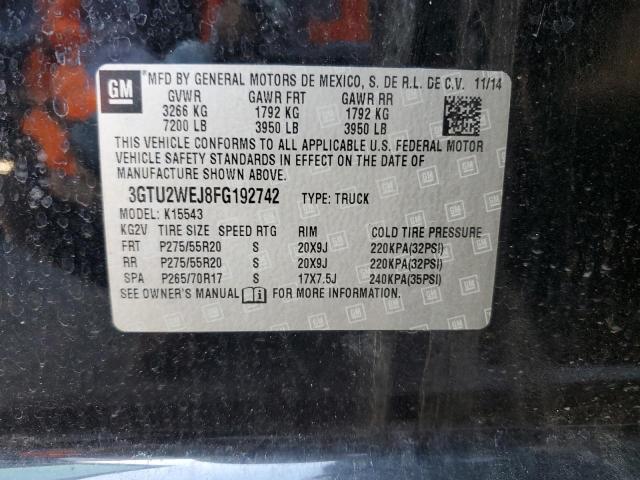 GM MFD BY GENERAL MOTORS DE MEXICO, S. DE R.L. DE C.V. 11/14
GVWR GAWR FRT GAWR RR
3266 KG 1792 KG 1792 KG
7200 LB 3950 LB 3950 LB
THIS VEHICLE CONFORMS TO ALL APPLICABLE U.S. FEDERAL MOTOR
VEHICLE SAFETY STANDARDS IN EFFECT ON THE DATE OF
MANUFACTURE SHOWN ABOVE.
3GTU2WEJ8FG192742 TYPE: TRUCK
MODEL: K15543
KG2V TIRE SIZE SPEED RTG RIM COLD TIRE PRESSURE
FRT P275/55R20 S 20X9J 220KPA(32PSI)
RR P275/55R20 S 20X9J 220KPA(32PSI)
SPA P265/70R17 S 17X7.5J 240KPA(35PSI)
SEE OWNER'S MANUAL FOR MORE INFORMATION.